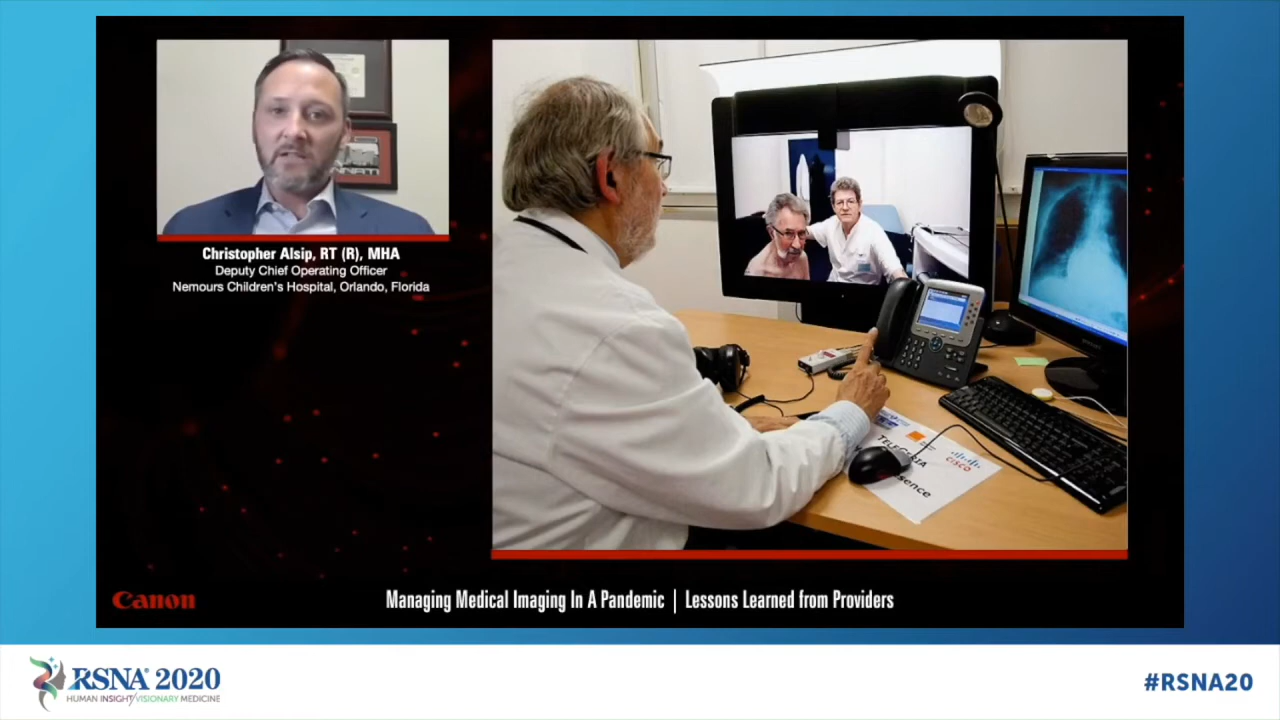 Christopher Alsip, RT (R), MHA
Deputy Chief Operating Officer
Nemours Children's Hospital, Orlando, Florida
CISCO
Canon
Managing Medical Imaging In A Pandemic | Lessons Learned from Providers
RSNA® 2020
HUMAN INSIGHT/VISIONARY MEDICINE
#RSNA20